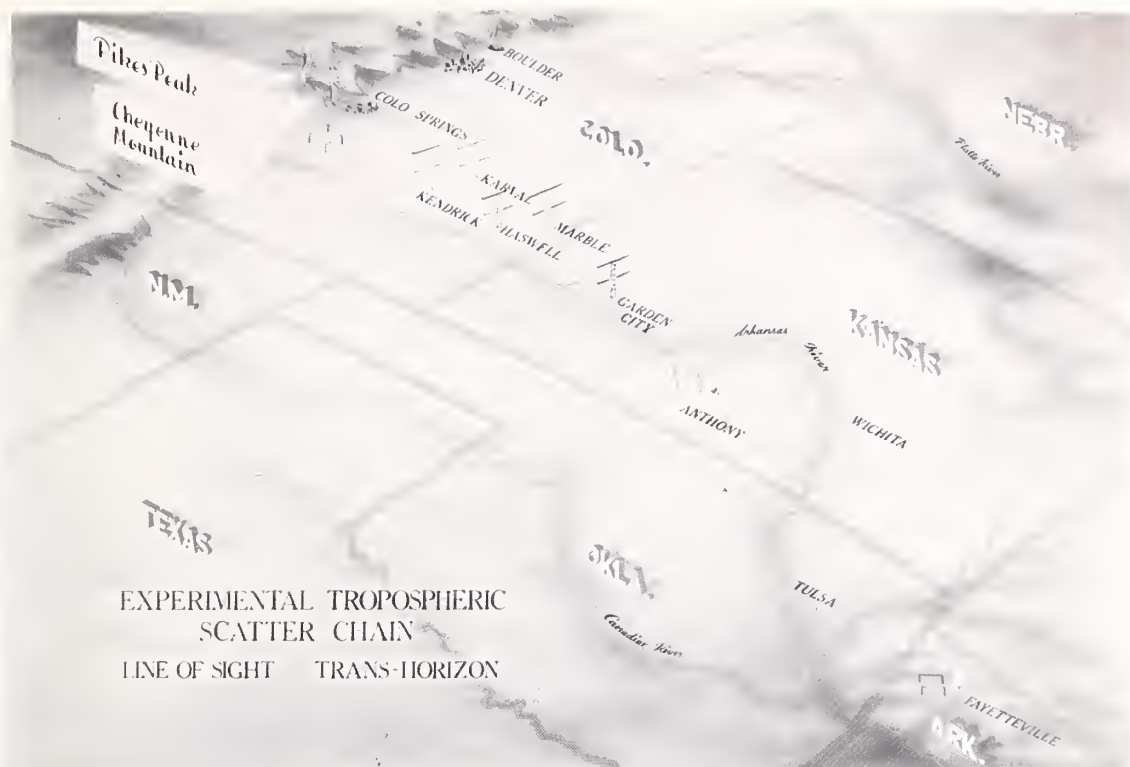 Pikes Peak
Cheyenne
Mountain
BOULDER
DENVER
COLO SPRINGS
COLO.
NEBR.
Platte River
KARVAL
KENDRICK
HASWELL
MARBLE
N.M.
GARDEN
CITY
Arkansas
River
KANSAS
ANTHONY
WICHITA
TEXAS
OKLA.
TULSA
Canadian River
EXPERIMENTAL TROPOSPHERIC
SCATTER CHAIN
LINE OF SIGHT TRANS-HORIZON
FAYETTEVILLE
ARK.